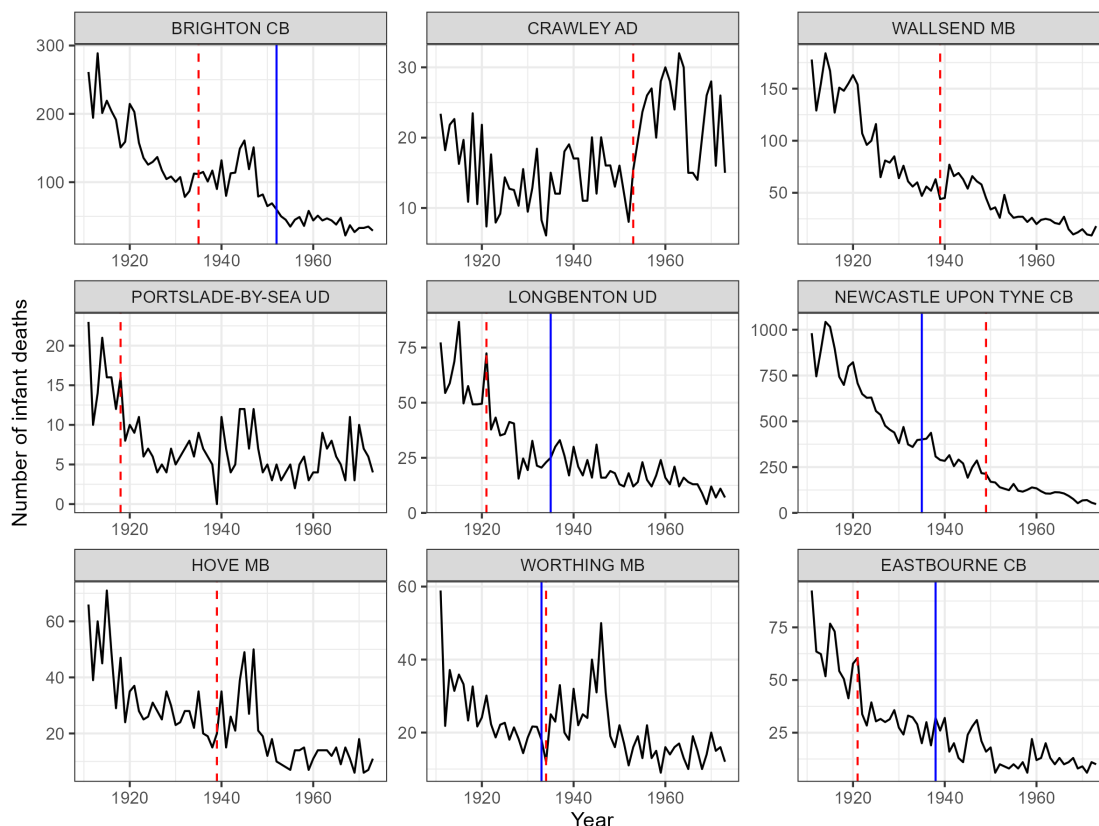 BRIGHTON CB
CRAWLEY AD
WALLSEND MB
300
200
100
1920 1940 1960
30
20
10
1920 1940 1960
150
100
50
1920 1940 1960
PORTSLADE-BY-SEA UD
LONGBENTON UD
NEWCASTLE UPON TYNE CB
20
15
10
5
0
1920 1940 1960
75
50
25
0
1920 1940 1960
1000
750
500
250
0
1920 1940 1960
HOVE MB
WORTHING MB
EASTBOURNE CB
60
40
20
1920 1940 1960
60
40
20
1920 1940 1960
75
50
25
1920 1940 1960
Number of infant deaths
Year